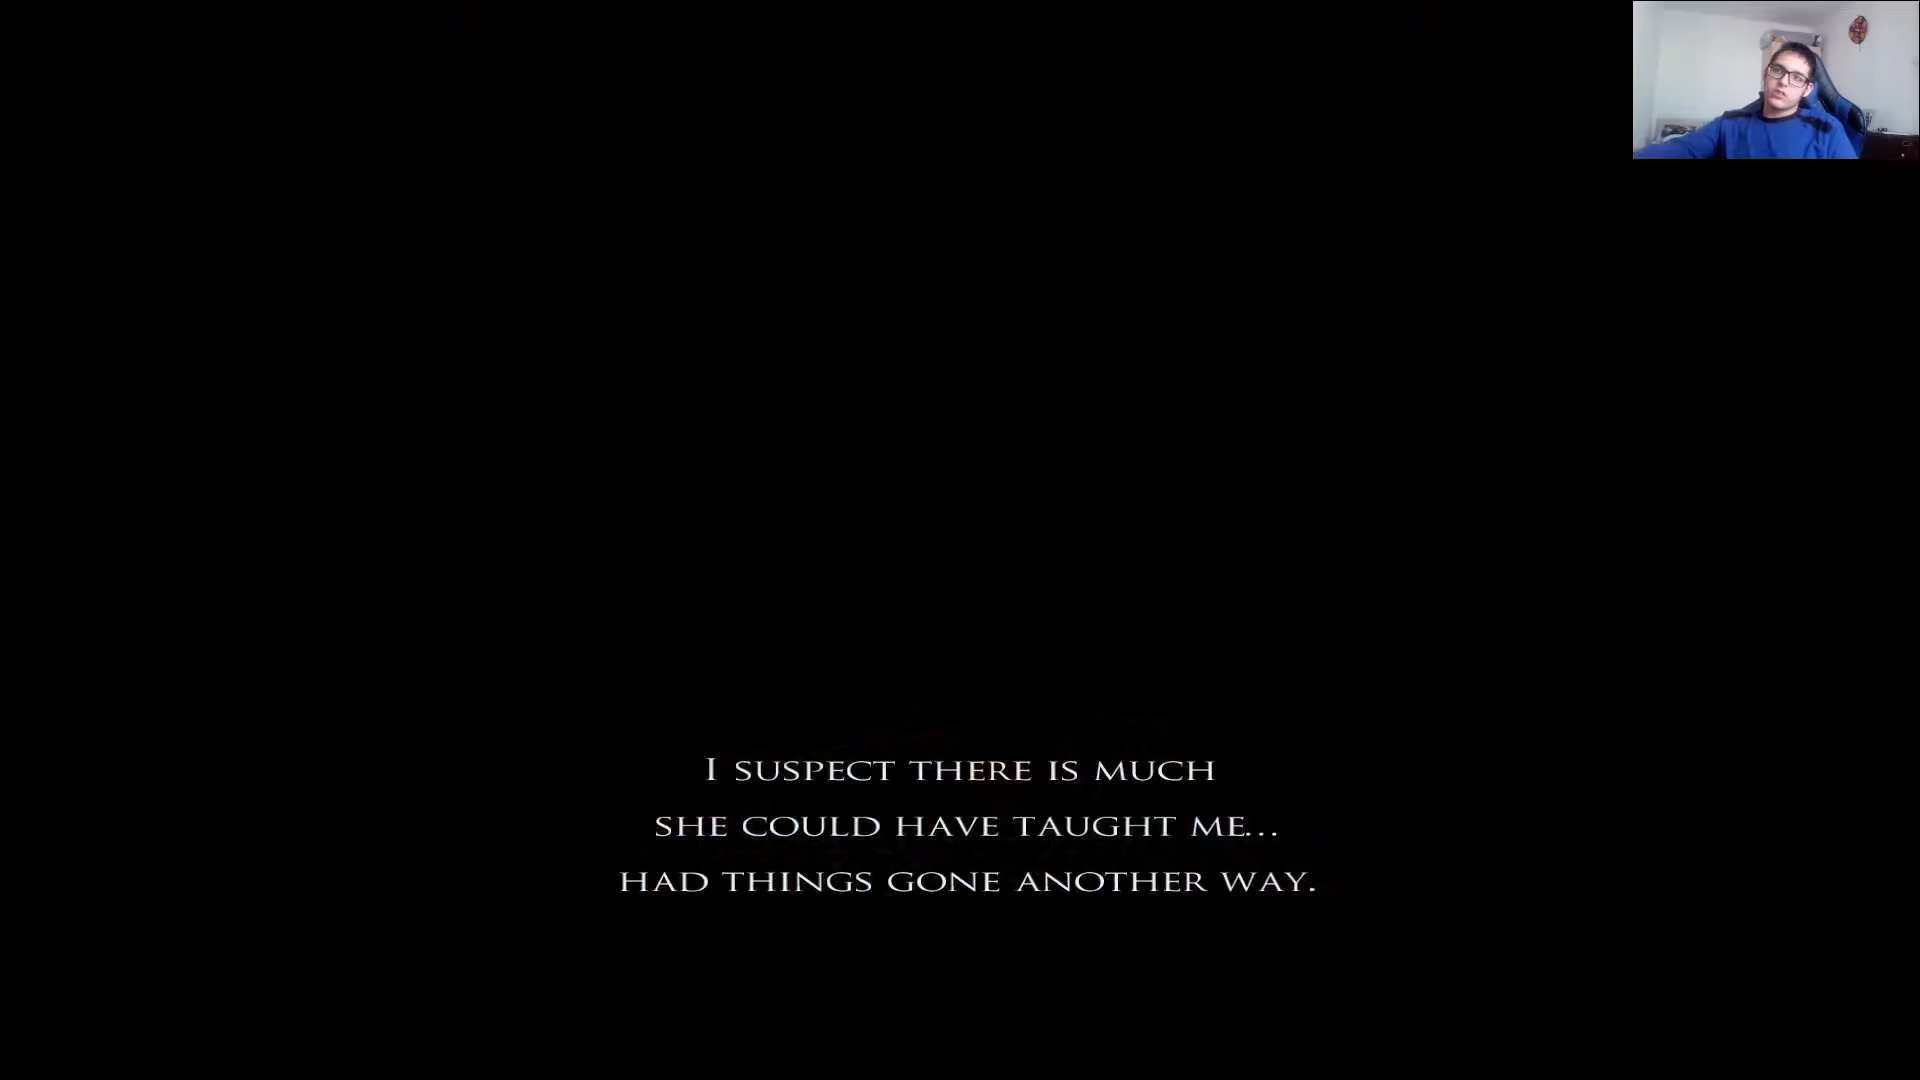 I SUSPECT THERE IS MUCH
SHE COULD HAVE TAUGHT ME...
HAD THINGS GONE ANOTHER WAY.